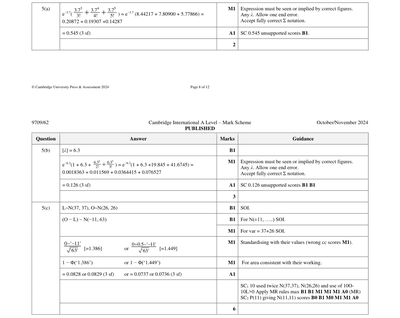 5(a)
e^-3.7( 3.7^3/3! + 3.7^4/4! + 3.7^5/5! ) = e^-3.7(8.44217 + 7.80900 + 5.77866) =
0.20872 + 0.19307 +0.14287
M1
Expression must be seen or implied by correct figures.
Any λ. Allow one end error.
Accept fully correct Σ notation.
= 0.545 (3 sf)
A1
SC 0.545 unsupported scores B1.
2
© Cambridge University Press & Assessment 2024
Page 8 of 12
9709/62
Cambridge International A Level – Mark Scheme
PUBLISHED
October/November 2024
Question
Answer
Marks
Guidance
5(b)
[λ] = 6.3
B1
e^-6.3(1 + 6.3 + 6.3^2/2! + 6.3^3/3!) = e^-6.3(1 + 6.3 +19.845 + 41.6745) =
0.0018363 + 0.011569 + 0.0364415 + 0.076527
M1
Expression must be seen or implied by correct figures.
Any λ. Allow one end error.
Accept fully correct Σ notation.
= 0.126 (3 sf)
A1
SC 0.126 unsupported scores B1 B1
3
5(c)
L~N(37, 37), O~N(26, 26)
B1
SOI.
(O − L) ~ N(−11, 63)
B1
For N(±11, …..) SOI
M1
For var = 37+26 SOI.
0−'−11'/√'63' [=1.386] or 0+0.5−'−11'/√'63' [=1.449]
M1
Standardising with their values (wrong cc scores M1).
1 − Φ('1.386') or 1 − Φ('1.449')
M1
For area consistent with their working.
= 0.0828 or 0.0829 (3 sf) or = 0.0737 or 0.0736 (3 sf)
A1
SC: 10 used twice N(37,37), N(26,26) and use of 10O-
10L>0 Apply MR rules max B1 B1 M1 M1 M1 A0 (MR)
SC: P(11) giving N(11,11) scores B0 B1 M0 M1 M1 A0
6